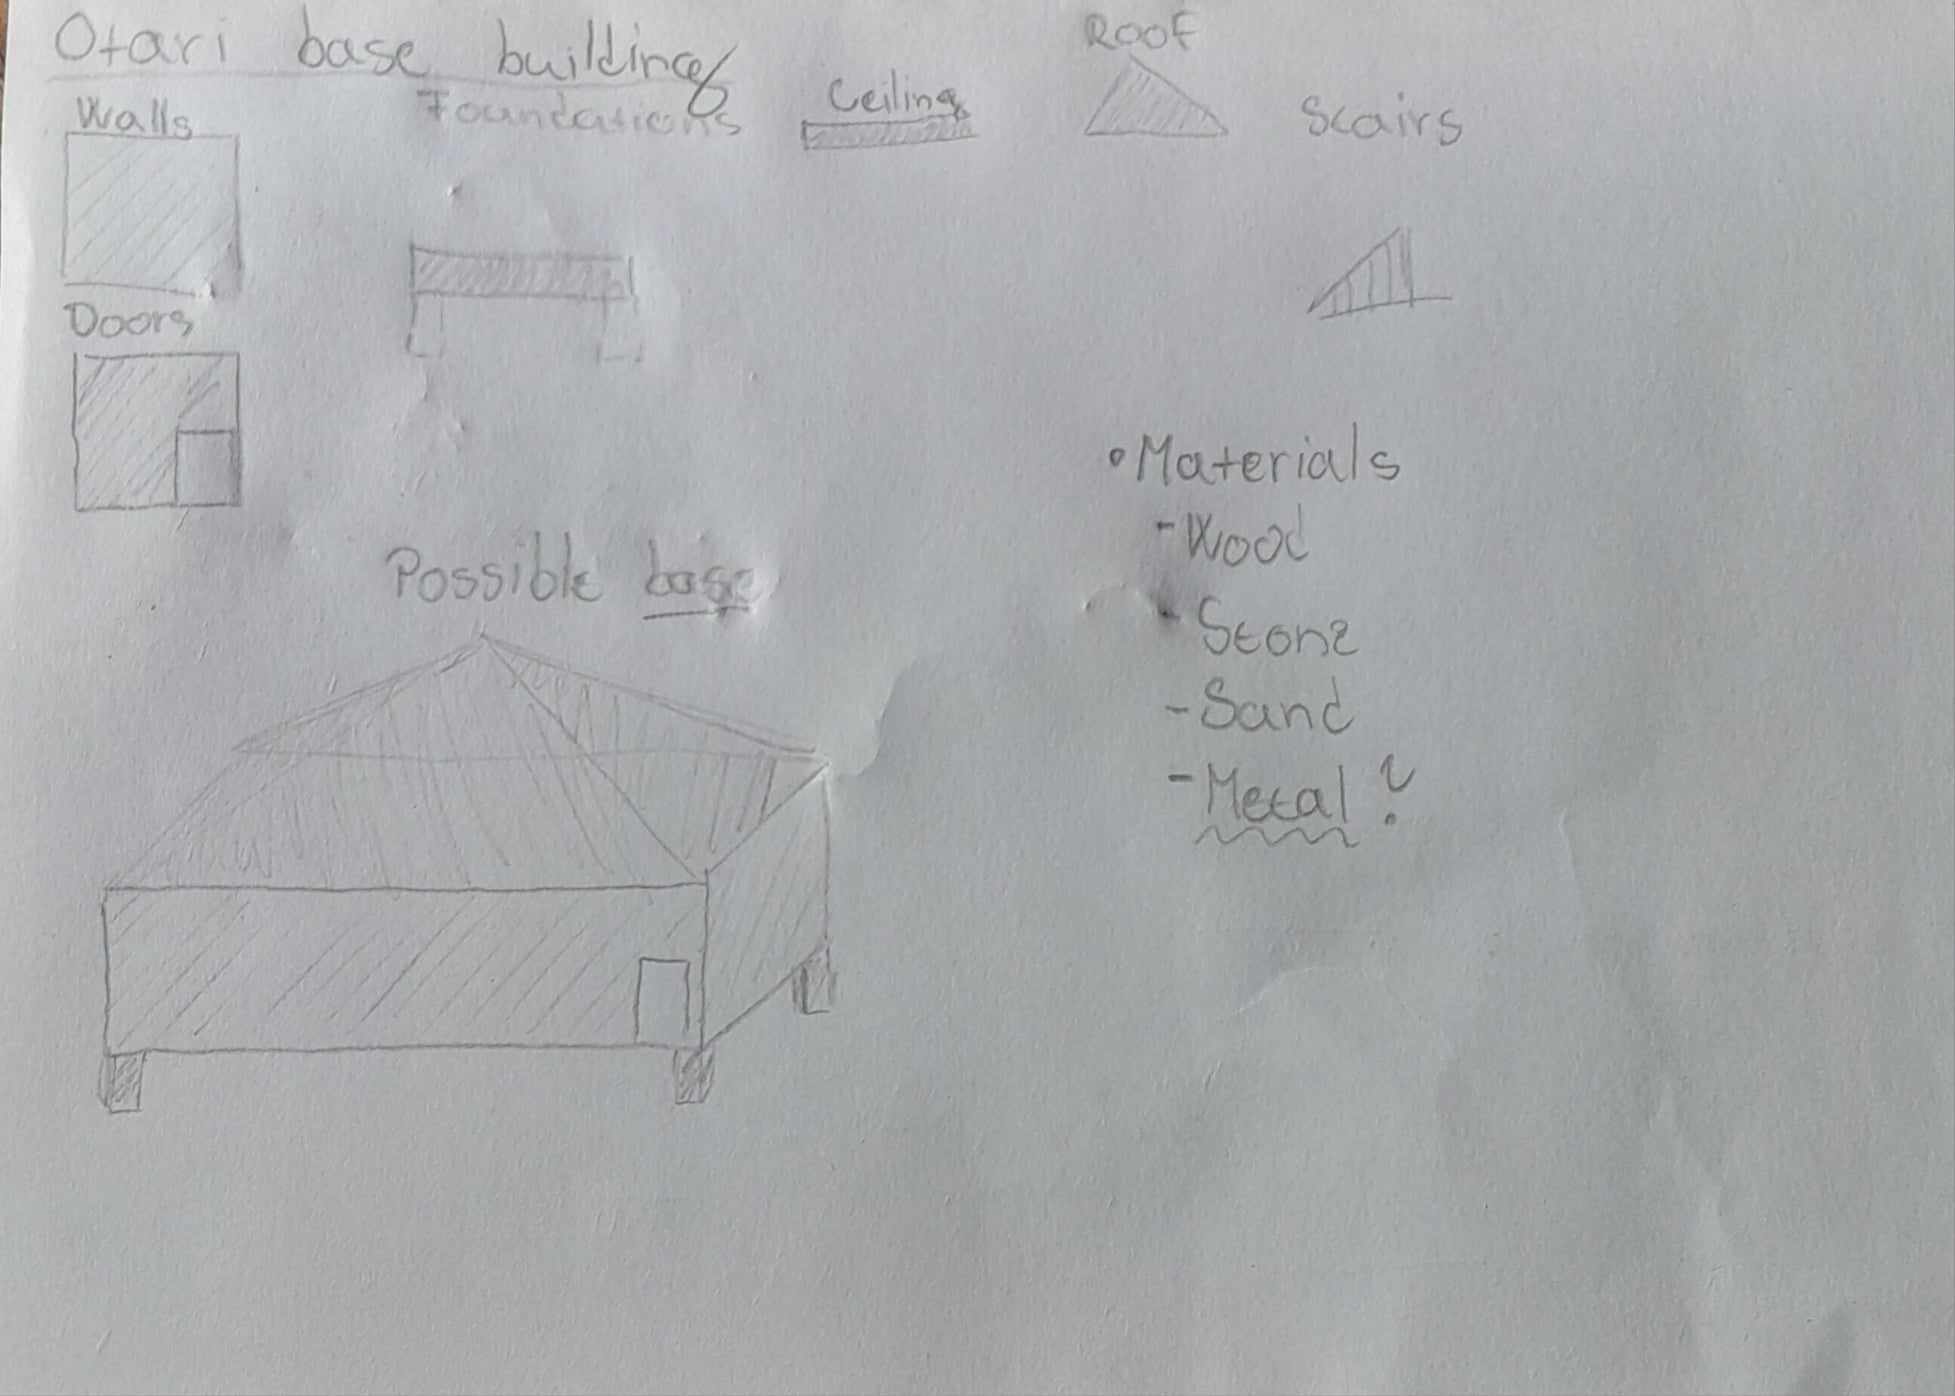 Otari base building
Walls
Foundations
Ceiling
Roof
Stairs
Doors
Possible base
• Materials
- Wood
- Stone
- Sand
- Metal ?